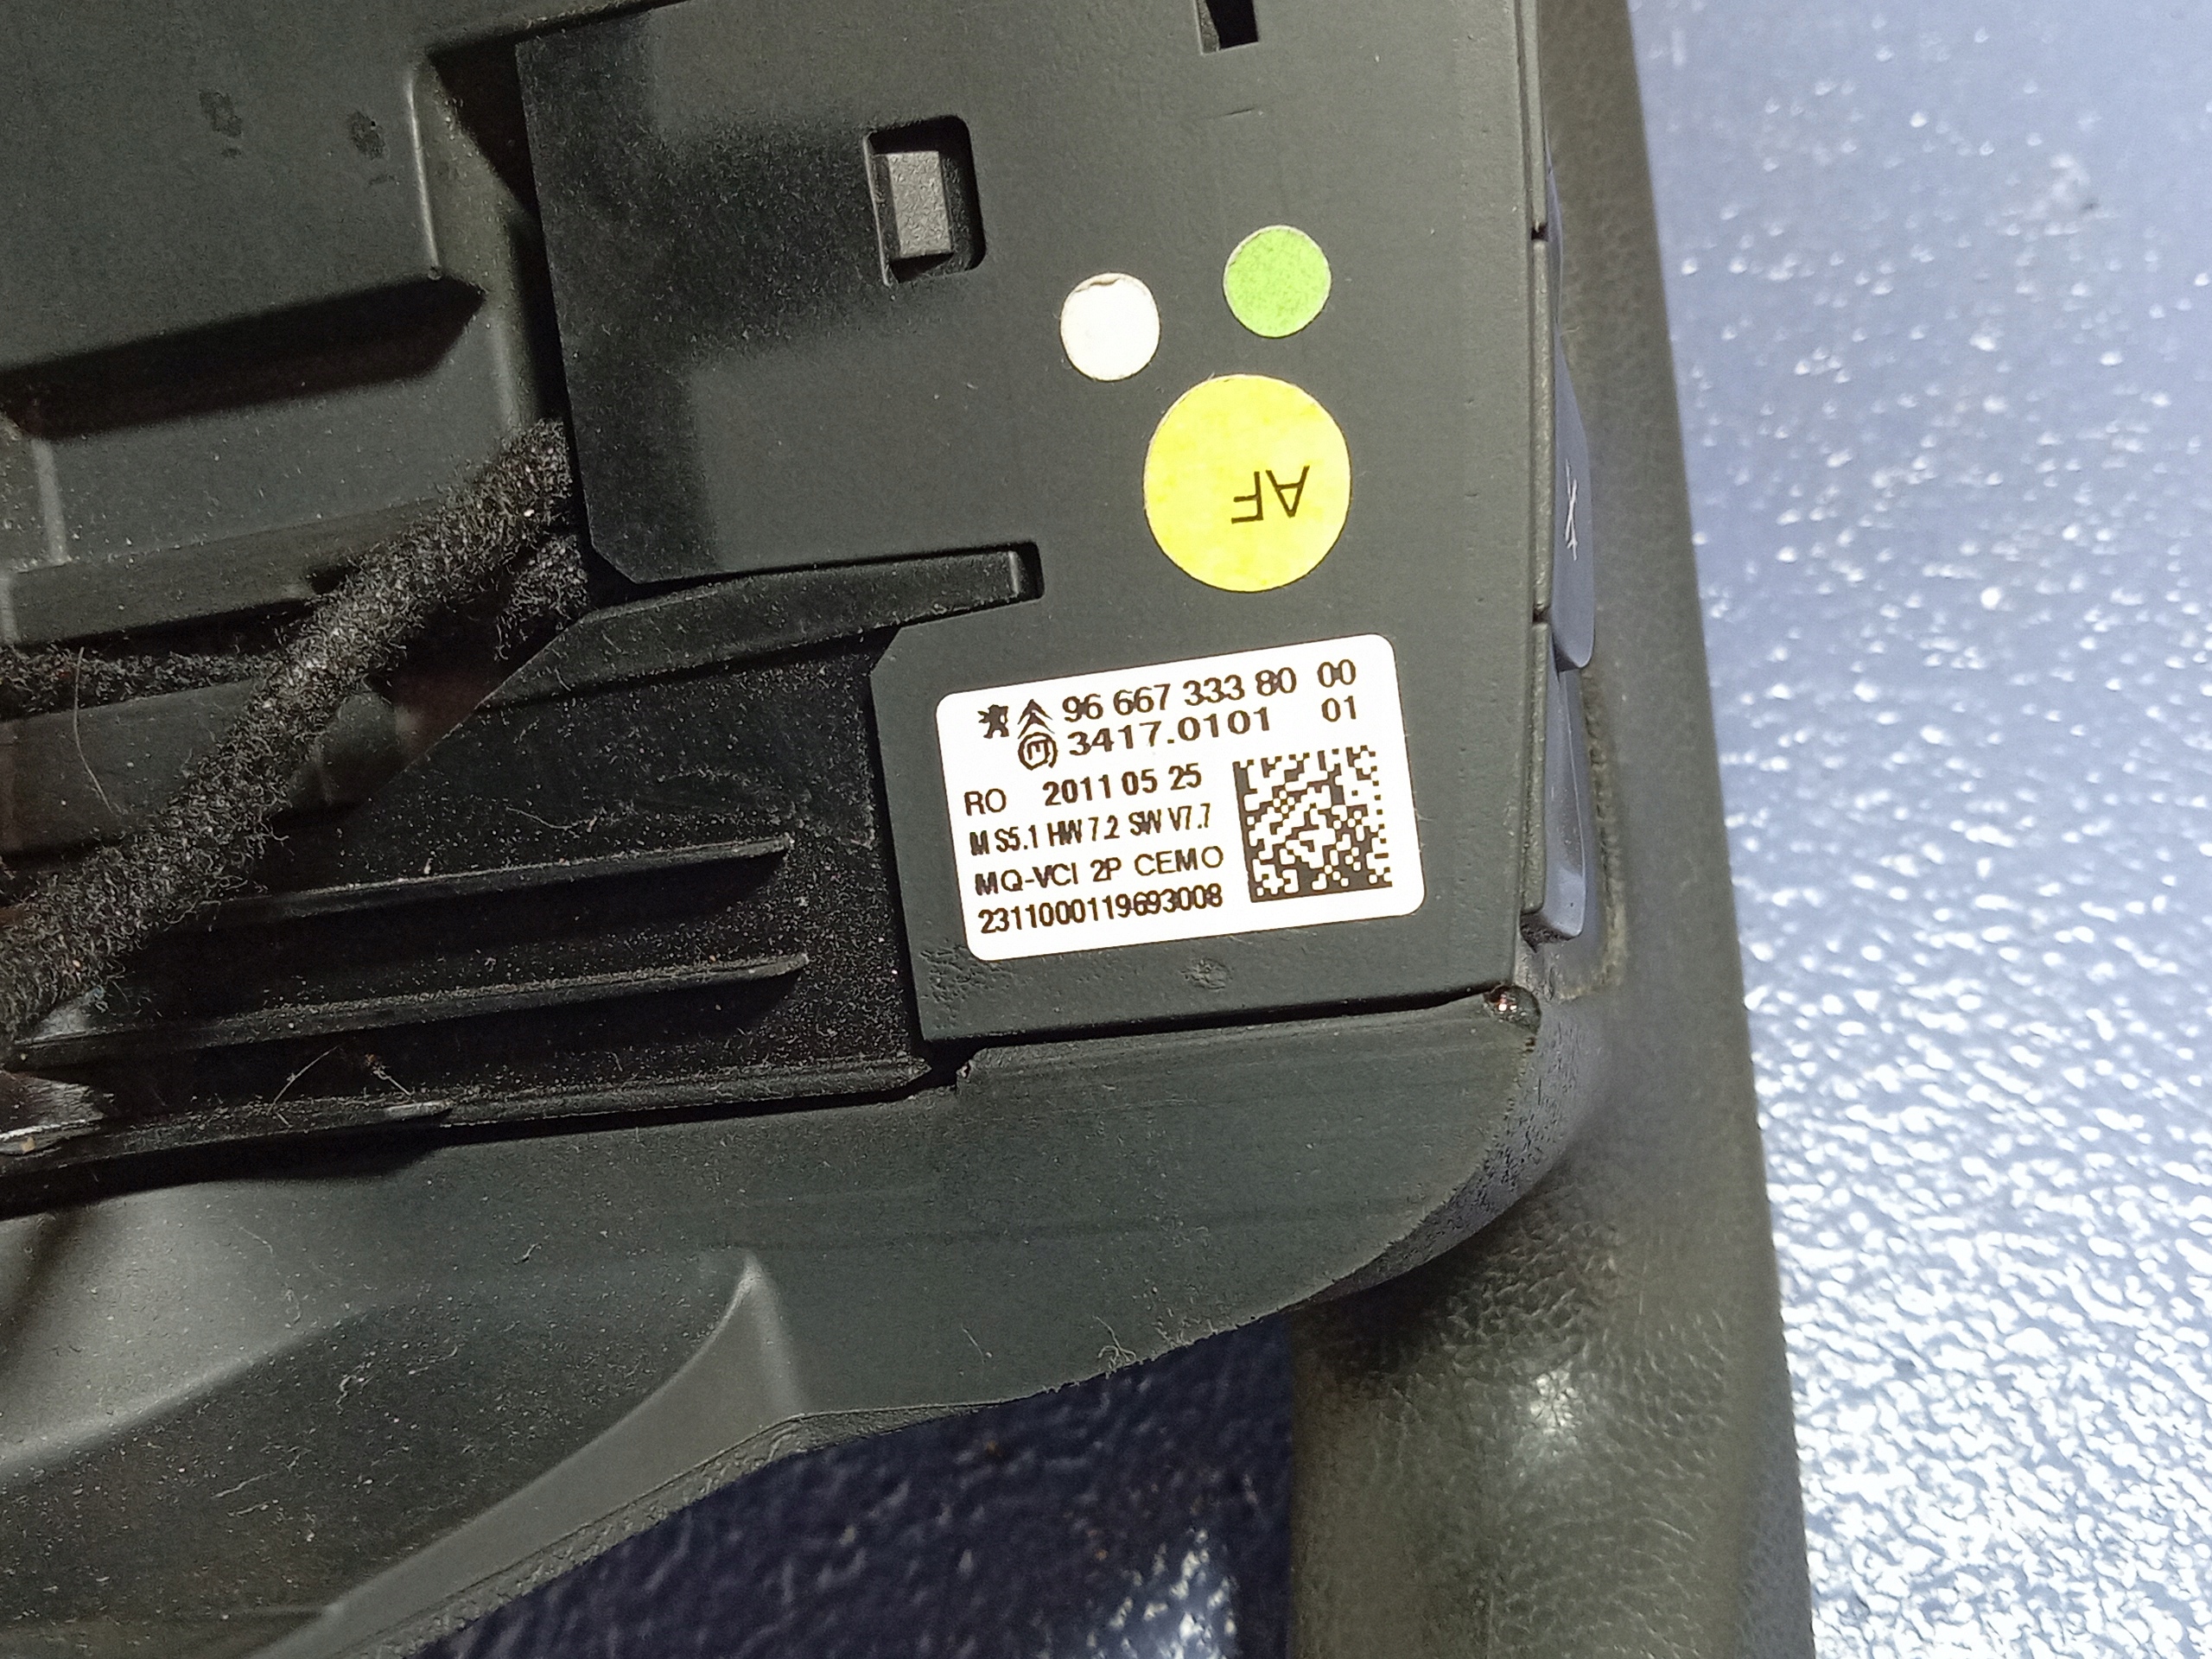 AF
96 667 333 80 00
3417.0101 01
RO 2011 05 25
M S5.1 HW 7.2 SW V7.7
MQ-VCI 2P CEMO
2311000119693008